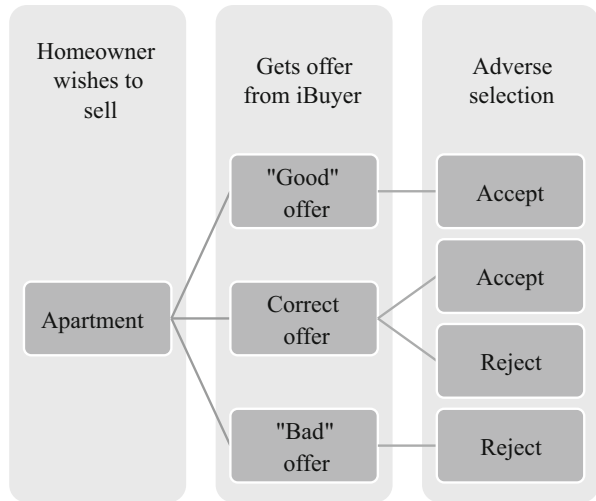 Homeowner
wishes to
sell
Gets offer
from iBuyer
Adverse
selection
Apartment
"Good"
offer
Correct
offer
"Bad"
offer
Accept
Accept
Reject
Reject